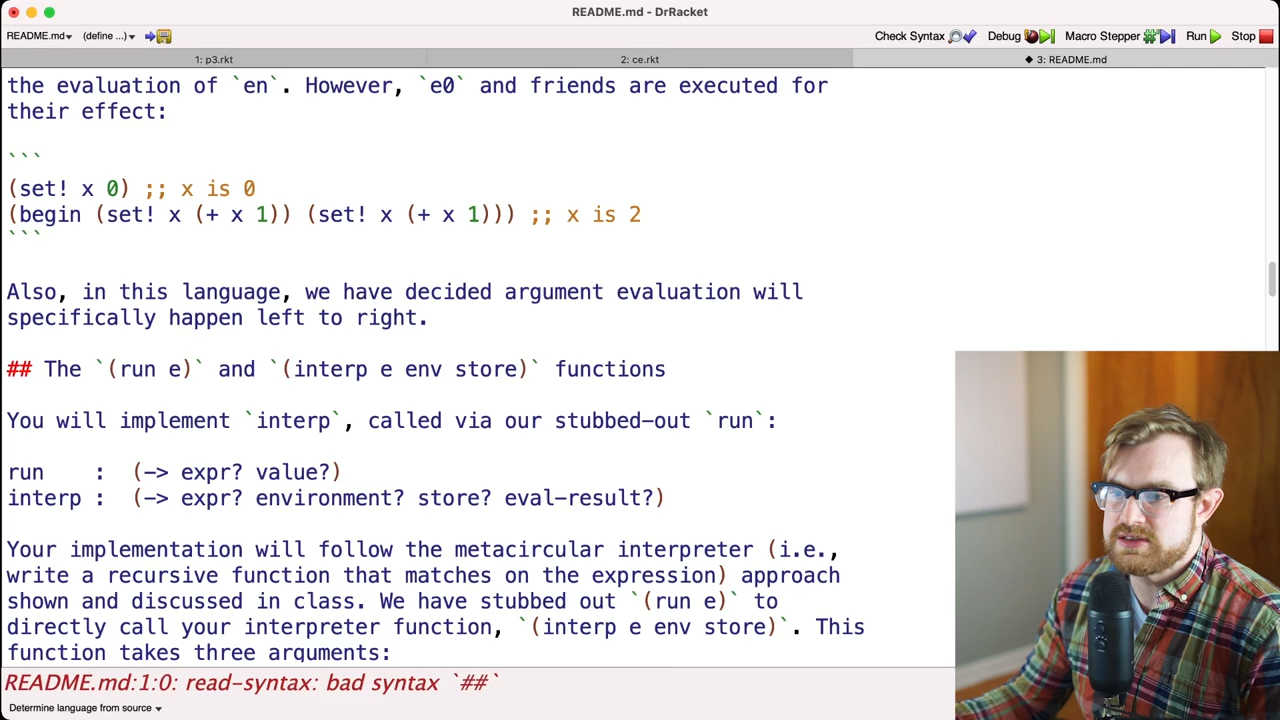 README.md - DrRacket
README.md▾ (define ...)▾ Check Syntax Debug Macro Stepper Run Stop
1: p3.rkt 2: ce.rkt ◆ 3: README.md
the evaluation of `en`. However, `e0` and friends are executed for
their effect:
```
(set! x 0) ;; x is 0
(begin (set! x (+ x 1)) (set! x (+ x 1))) ;; x is 2
```
Also, in this language, we have decided argument evaluation will
specifically happen left to right.
## The `(run e)` and `(interp e env store)` functions
You will implement `interp`, called via our stubbed-out `run`:
run : (-> expr? value?)
interp : (-> expr? environment? store? eval-result?)
Your implementation will follow the metacircular interpreter (i.e.,
write a recursive function that matches on the expression) approach
shown and discussed in class. We have stubbed out `(run e)` to
directly call your interpreter function, `(interp e env store)`. This
function takes three arguments:
README.md:1:0: read-syntax: bad syntax `##`
Determine language from source ▾